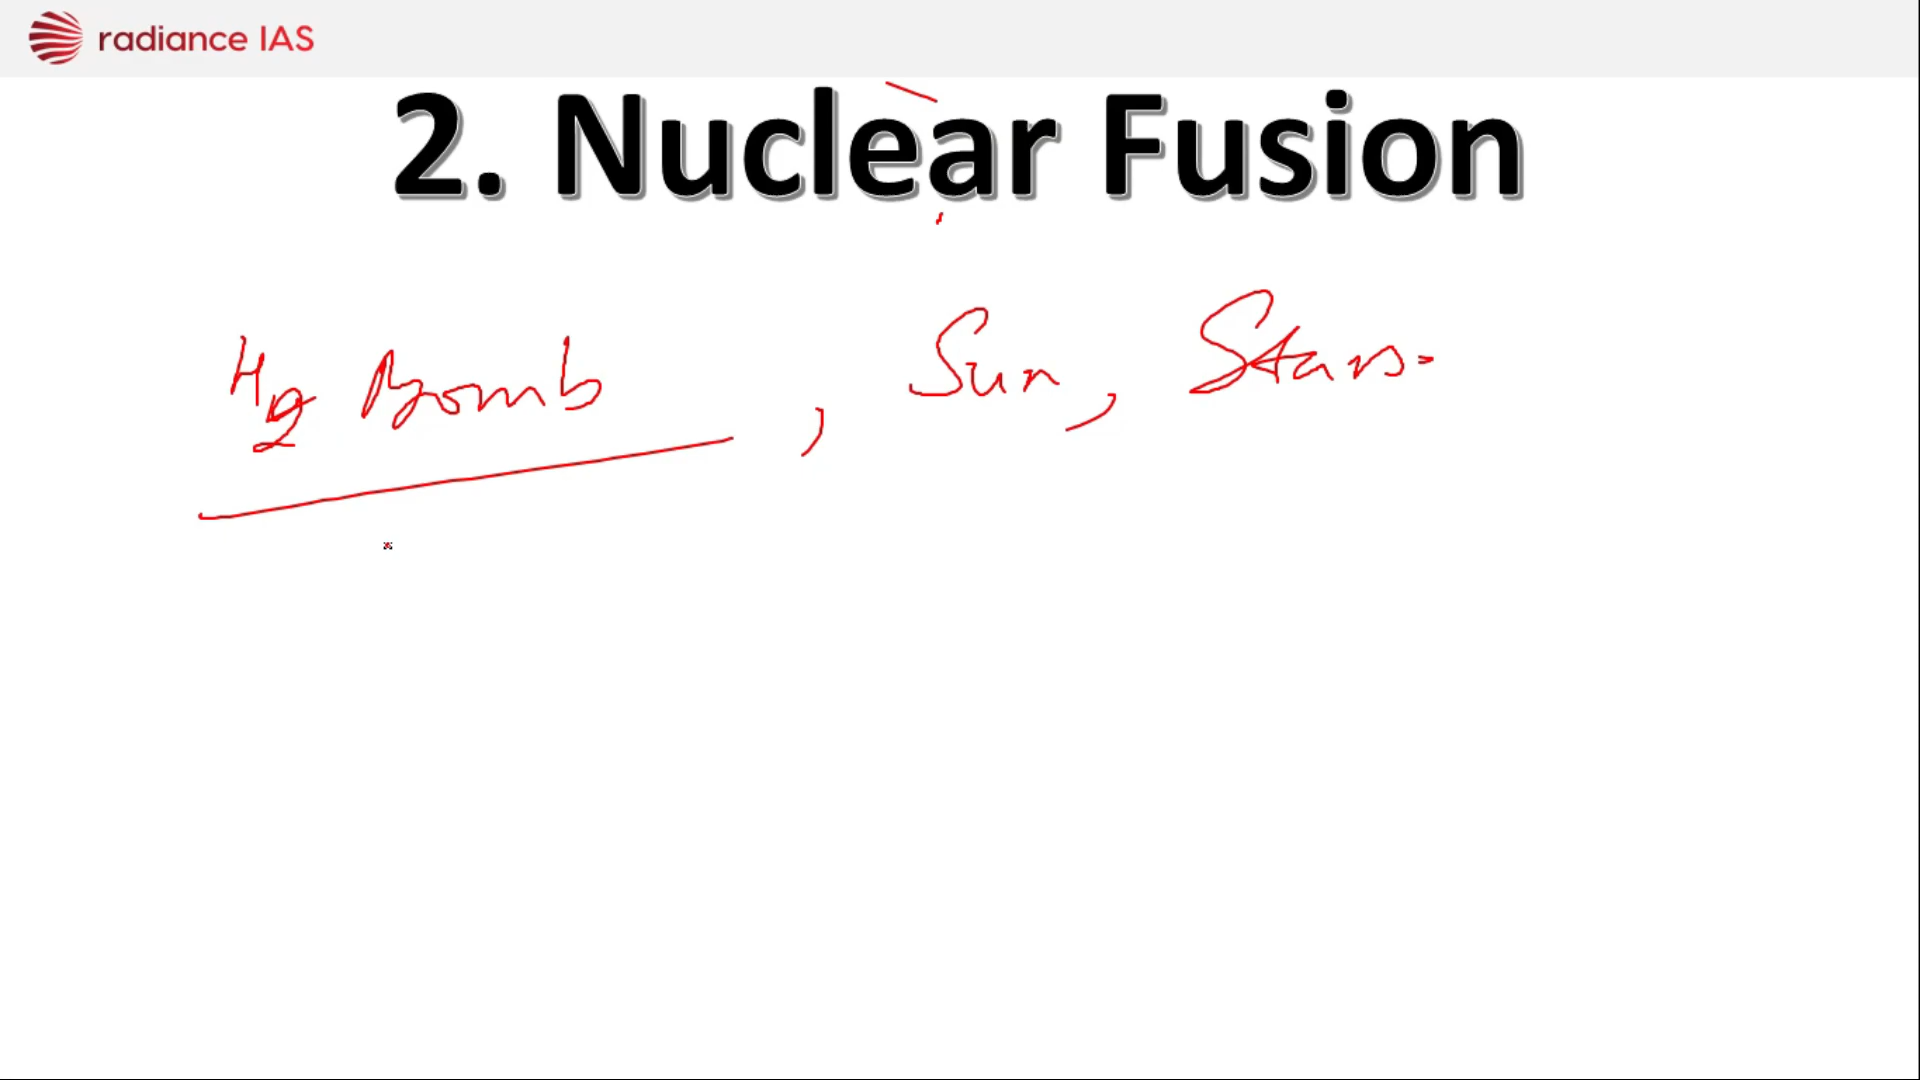 radiance IAS
2. Nuclear Fusion
H2 Bomb, Sun, Stars.